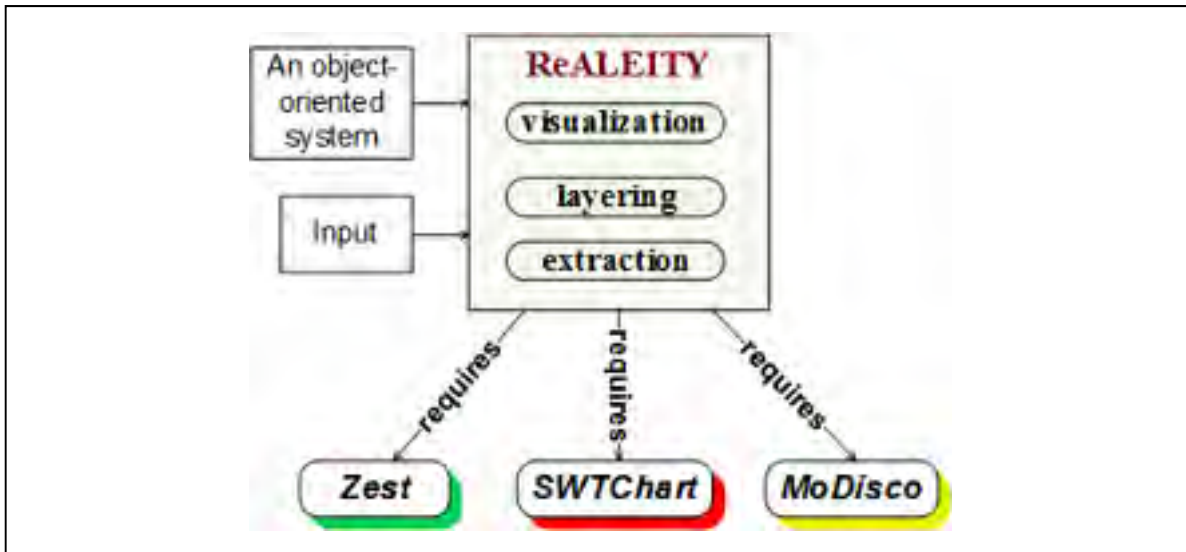 An object-
oriented
system
Input
ReALEITY
visualization
layering
extraction
requires
requires
requires
Zest
SWTChart
MoDisco